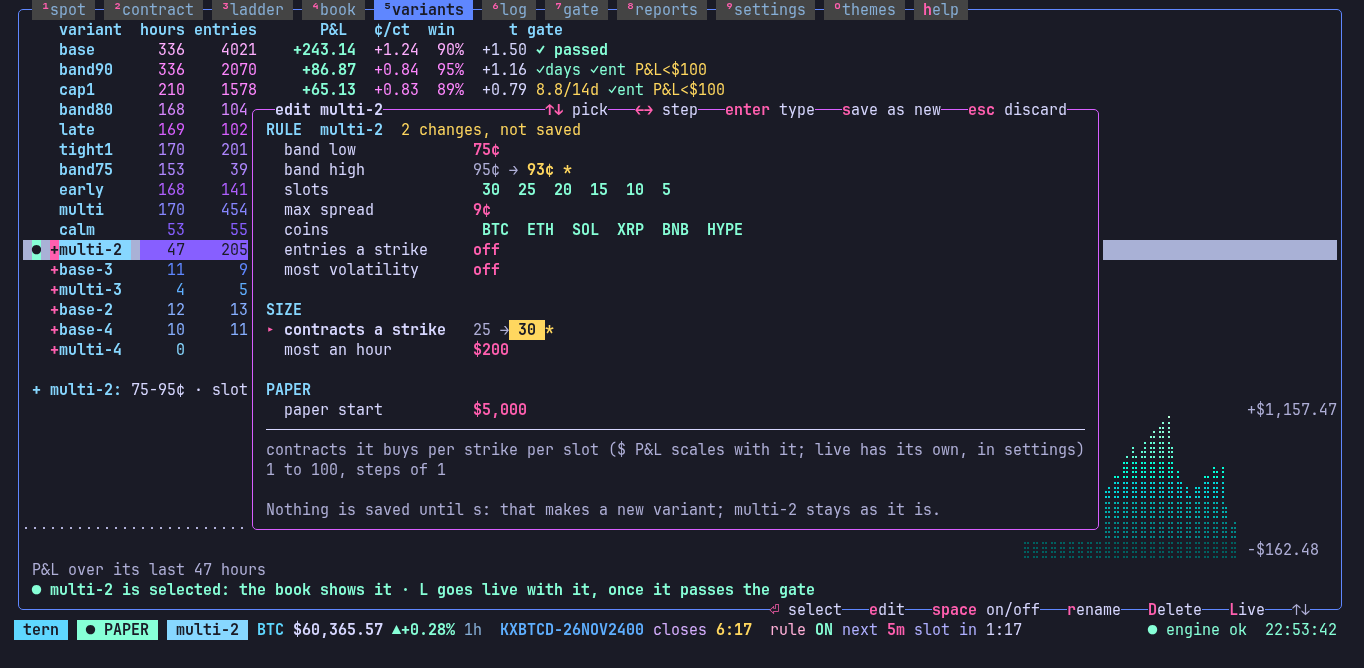 ¹spot ²contract ³ladder ⁴book ⁵variants ⁶log ⁷gate ⁸reports ⁹settings ⁰themes help
variant hours entries P&L ¢/ct win t gate
base 336 4021 +243.14 +1.24 90% +1.50 ✓ passed
band90 336 2070 +86.87 +0.84 95% +1.16 ✓days ✓ent P&L<$100
cap1 210 1578 +65.13 +0.83 89% +0.79 8.8/14d ✓ent P&L<$100
band80 168 104 edit multi-2 ↑↓ pick ↔ step enter type save as new esc discard
late 169 102 RULE multi-2 2 changes, not saved
tight1 170 201 band low 75¢
band75 153 39 band high 95¢ → 93¢ *
early 168 141 slots 30 25 20 15 10 5
multi 170 454 max spread 9¢
calm 53 55 coins BTC ETH SOL XRP BNB HYPE
● +multi-2 47 205 entries a strike off
+base-3 11 9 most volatility off
+multi-3 4 5
+base-2 12 13 SIZE
+base-4 10 11 ▸ contracts a strike 25 → 30 *
+multi-4 0 most an hour $200
+ multi-2: 75-95¢ · slot PAPER
paper start $5,000 +$1,157.47
contracts it buys per strike per slot ($ P&L scales with it; live has its own, in settings)
1 to 100, steps of 1
Nothing is saved until s: that makes a new variant; multi-2 stays as it is.
-$162.48
P&L over its last 47 hours
● multi-2 is selected: the book shows it · L goes live with it, once it passes the gate
⏎ select edit space on/off rename Delete Live ↑↓
tern ● PAPER multi-2 BTC $60,365.57 ▲+0.28% 1h KXBTCD-26NOV2400 closes 6:17 rule ON next 5m slot in 1:17 ● engine ok 22:53:42